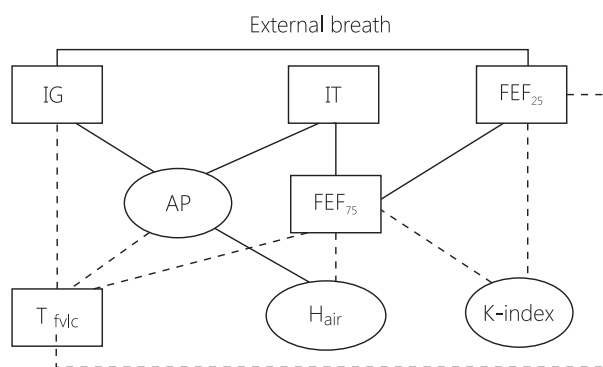 External breath
IG
IT
FEF25
AP
FEF75
T fvlc
Hair
K-index